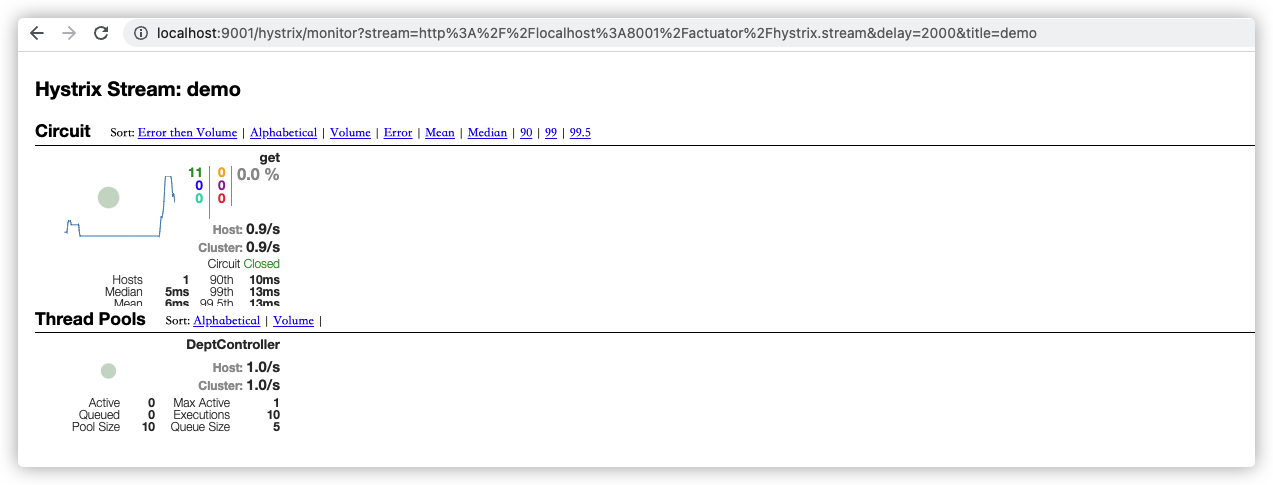 localhost:9001/hystrix/monitor?stream=http%3A%2F%2Flocalhost%3A8001%2Factuator%2Fhystrix.stream&delay=2000&title=demo
Hystrix Stream: demo
Circuit Sort: Error then Volume | Alphabetical | Volume | Error | Mean | Median | 90 | 99 | 99.5
get
11 0 0.0 %
0 0
0 0
Host: 0.9/s
Cluster: 0.9/s
Circuit Closed
Hosts 1 90th 10ms
Median 5ms 99th 13ms
Mean 6ms 99.5th 13ms
Thread Pools Sort: Alphabetical | Volume |
DeptController
Host: 1.0/s
Cluster: 1.0/s
Active 0 Max Active 1
Queued 0 Executions 10
Pool Size 10 Queue Size 5